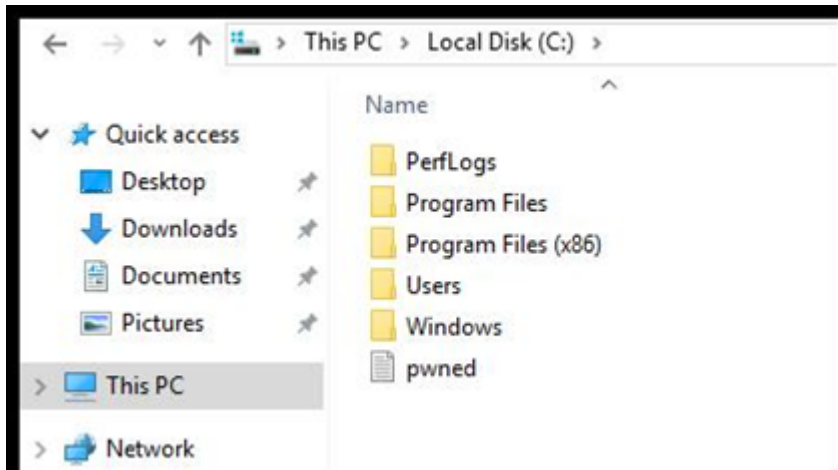 This PC > Local Disk (C:) >
Quick access
Desktop
Downloads
Documents
Pictures
This PC
Network
Name
PerfLogs
Program Files
Program Files (x86)
Users
Windows
pwned